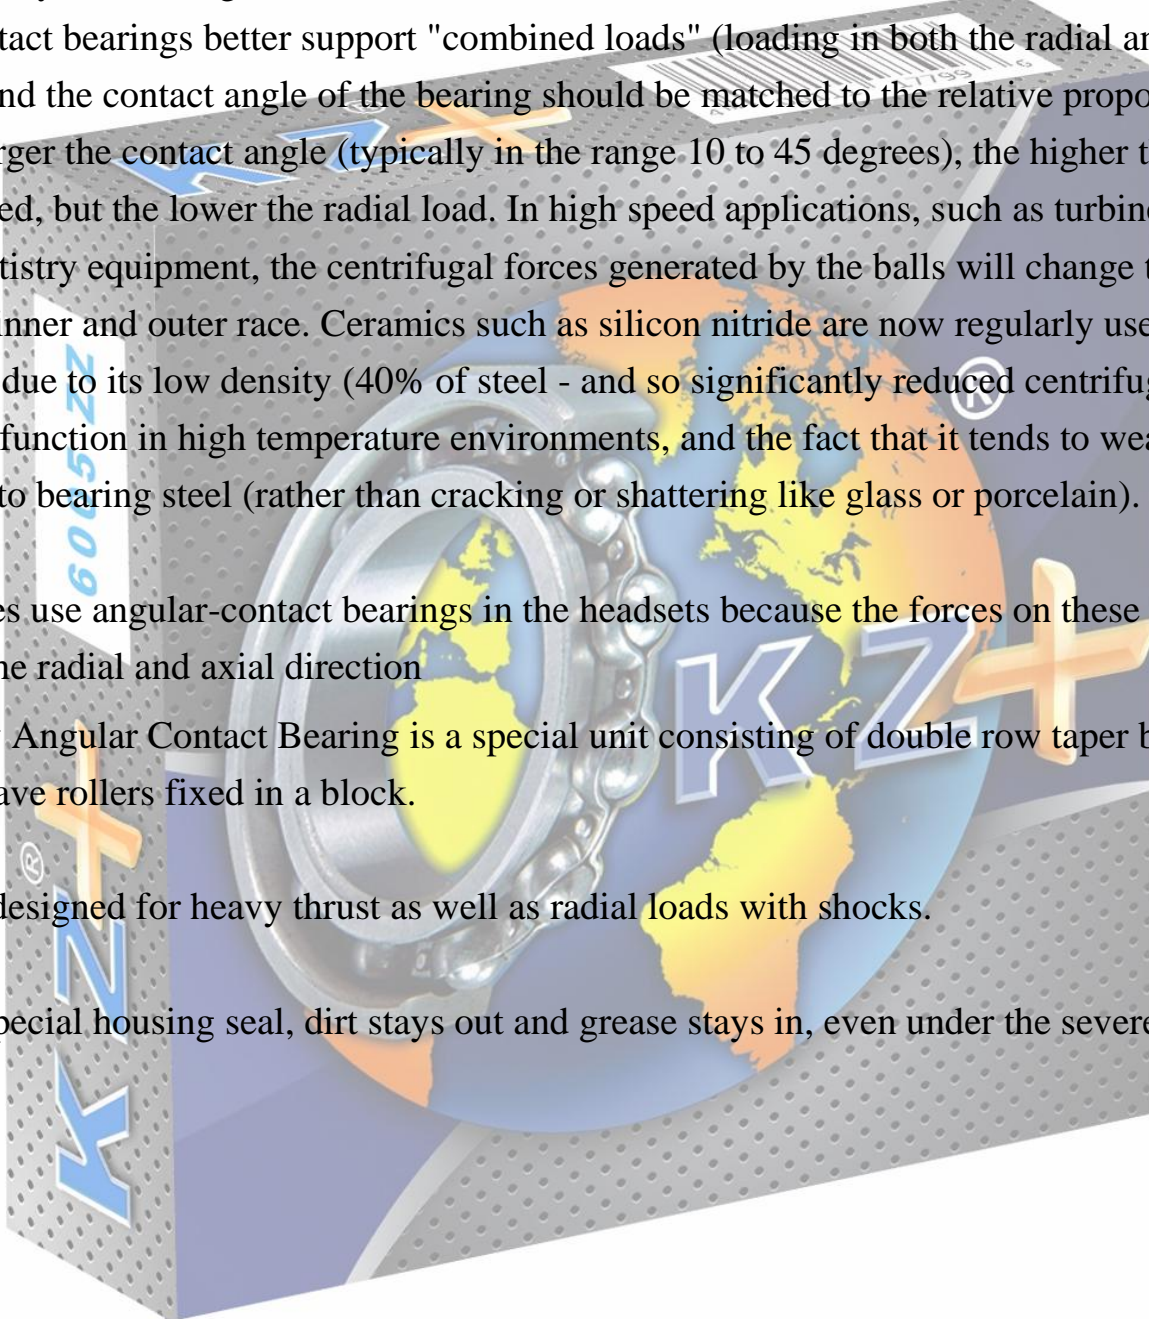 tact bearings better support "combined loads" (loading in both the radial an
nd the contact angle of the bearing should be matched to the relative propo
rger the contact angle (typically in the range 10 to 45 degrees), the higher t
ed, but the lower the radial load. In high speed applications, such as turbine
tistry equipment, the centrifugal forces generated by the balls will change t
inner and outer race. Ceramics such as silicon nitride are now regularly use
due to its low density (40% of steel - and so significantly reduced centrifug
function in high temperature environments, and the fact that it tends to wea
to bearing steel (rather than cracking or shattering like glass or porcelain).
es use angular-contact bearings in the headsets because the forces on these
he radial and axial direction
Angular Contact Bearing is a special unit consisting of double row taper b
ave rollers fixed in a block.
designed for heavy thrust as well as radial loads with shocks.
pecial housing seal, dirt stays out and grease stays in, even under the severe
KZ+
6005ZZ
®
KZ+
KZ+®